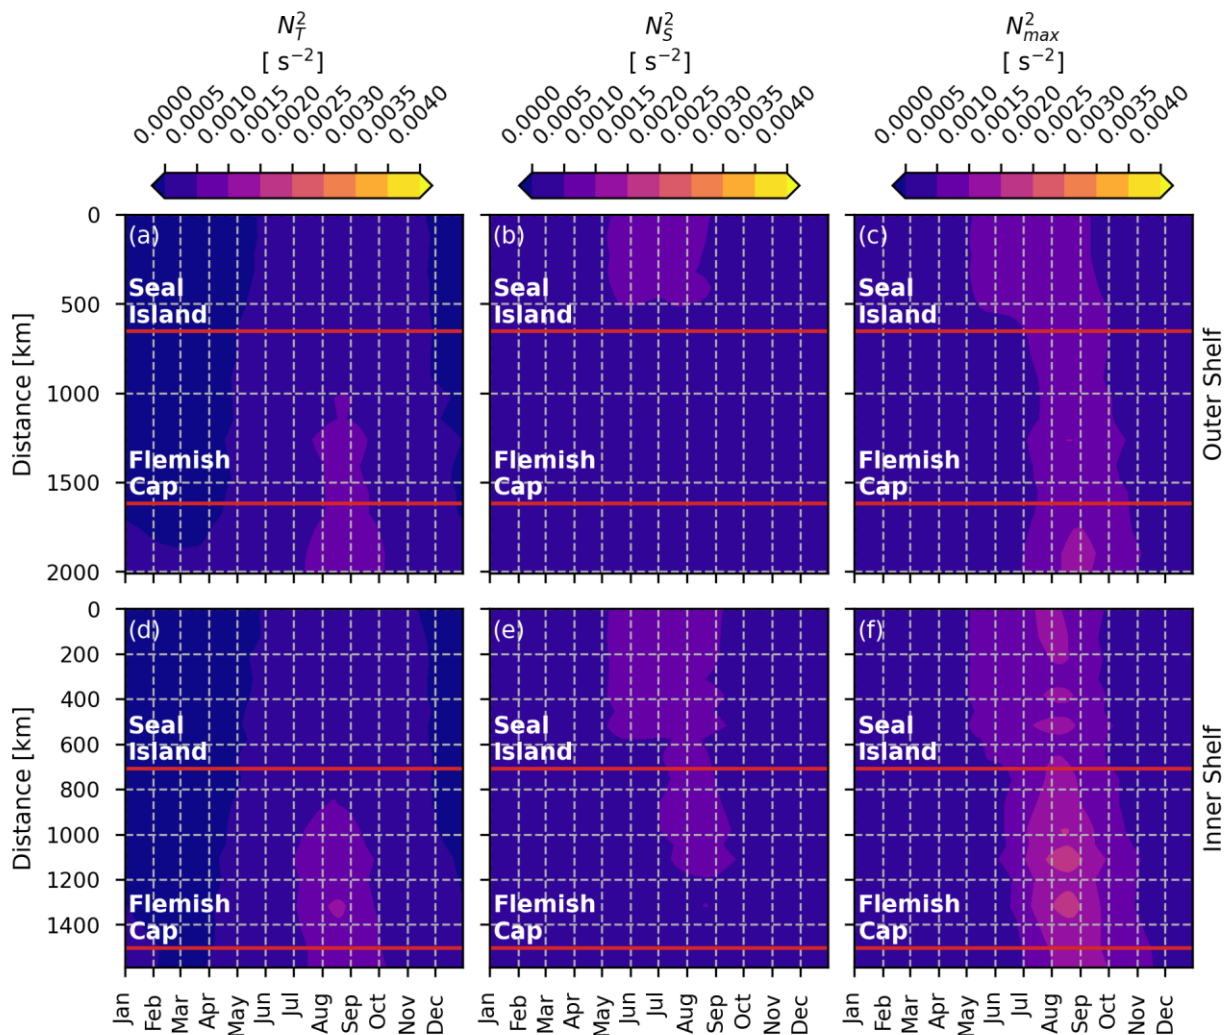 N_T^2
[ s^{-2}]
0.0000 0.0005 0.0010 0.0015 0.0020 0.0025 0.0030 0.0035 0.0040
N_S^2
[ s^{-2}]
0.0000 0.0005 0.0010 0.0015 0.0020 0.0025 0.0030 0.0035 0.0040
N_{max}^2
[ s^{-2}]
0.0000 0.0005 0.0010 0.0015 0.0020 0.0025 0.0030 0.0035 0.0040
Distance [km]
0
500
1000
1500
2000
(a)
Seal
Island
Flemish
Cap
(b)
Seal
Island
Flemish
Cap
(c)
Seal
Island
Flemish
Cap
Outer Shelf
Distance [km]
0
200
400
600
800
1000
1200
1400
(d)
Seal
Island
Flemish
Cap
(e)
Seal
Island
Flemish
Cap
(f)
Seal
Island
Flemish
Cap
Inner Shelf
Jan Feb Mar Apr May Jun Jul Aug Sep Oct Nov Dec
Jan Feb Mar Apr May Jun Jul Aug Sep Oct Nov Dec
Jan Feb Mar Apr May Jun Jul Aug Sep Oct Nov Dec